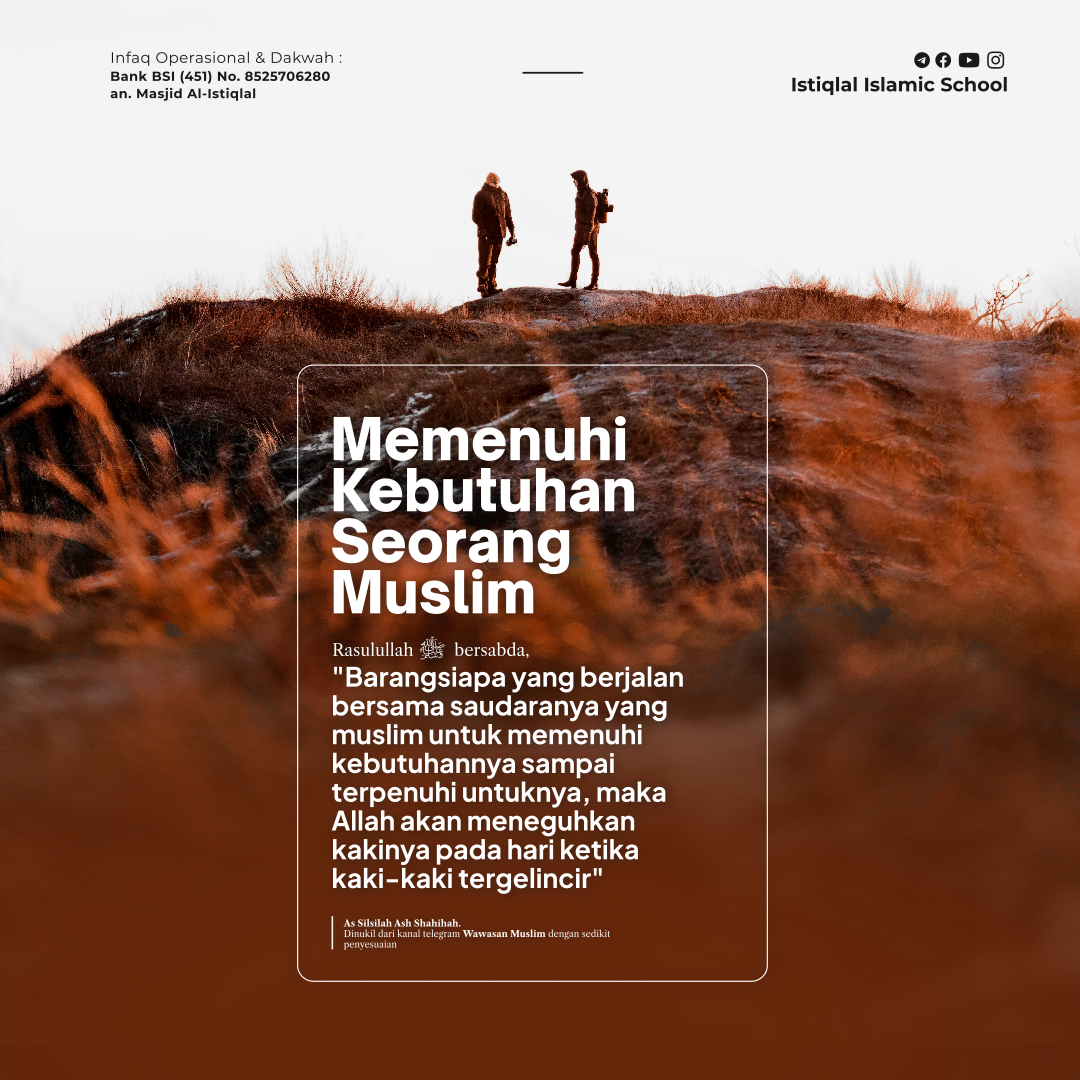 Infaq Operasional & Dakwah :
Bank BSI (451) No. 8525706280
an. Masjid Al-Istiqlal
Istiqlal Islamic School
Memenuhi
Kebutuhan
Seorang
Muslim
Rasulullah ﷺ bersabda,
"Barangsiapa yang berjalan
bersama saudaranya yang
muslim untuk memenuhi
kebutuhannya sampai
terpenuhi untuknya, maka
Allah akan meneguhkan
kakinya pada hari ketika
kaki-kaki tergelincir"
As Silsilah Ash Shahihah.
Dinukil dari kanal telegram Wawasan Muslim dengan sedikit
penyesuaian